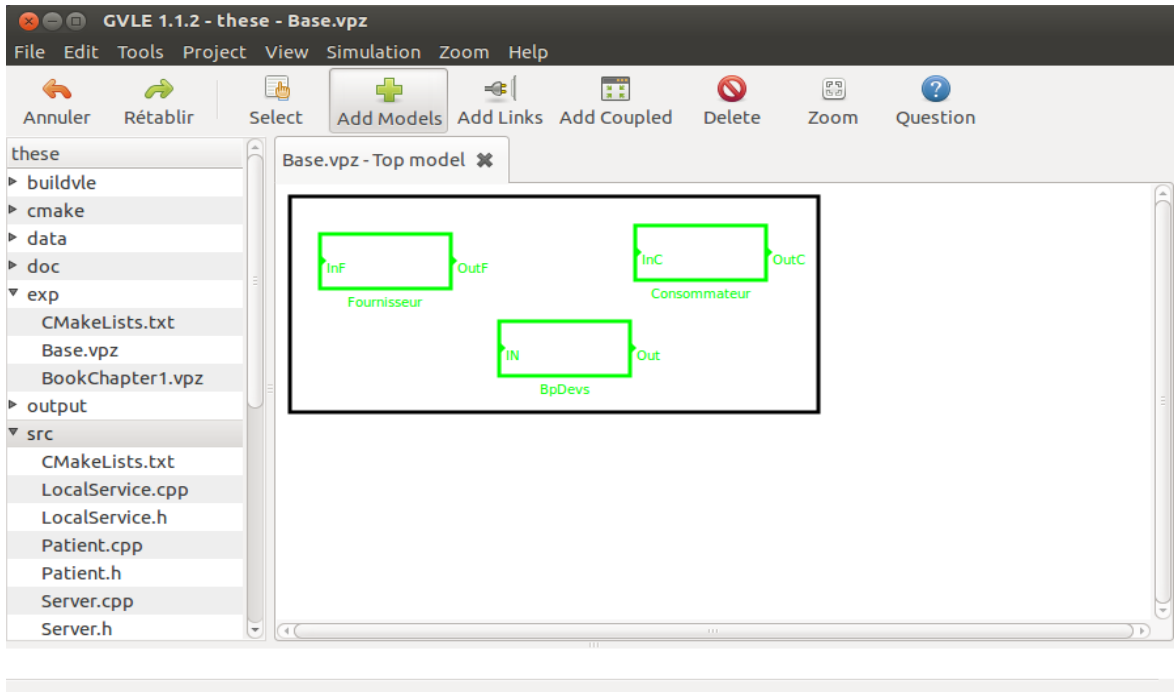 GVLE 1.1.2 - these - Base.vpz
File Edit Tools Project View Simulation Zoom Help
Annuler Rétablir Select Add Models Add Links Add Coupled Delete Zoom Question
these
buildvle
cmake
data
doc
exp
CMakeLists.txt
Base.vpz
BookChapter1.vpz
output
src
CMakeLists.txt
LocalService.cpp
LocalService.h
Patient.cpp
Patient.h
Server.cpp
Server.h
Base.vpz - Top model
InF OutF
Fournisseur
InC OutC
Consommateur
IN Out
BpDevs